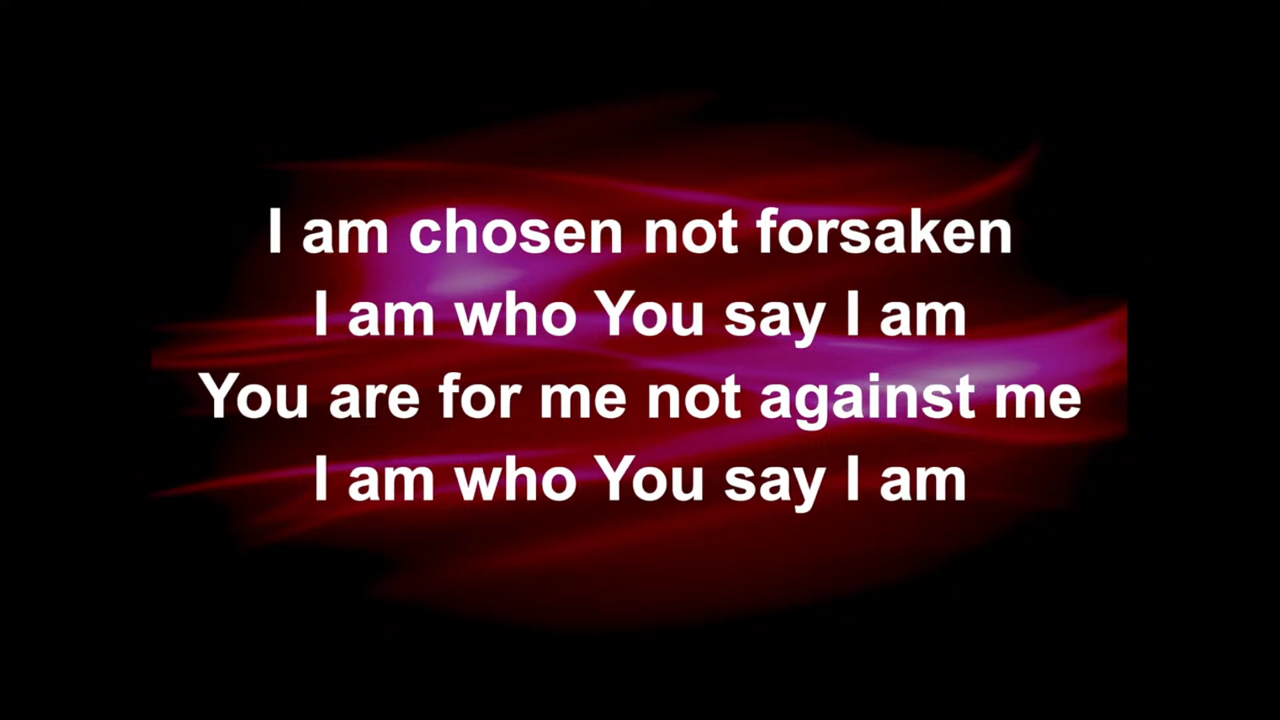 I am chosen not forsaken
I am who You say I am
You are for me not against me
I am who You say I am